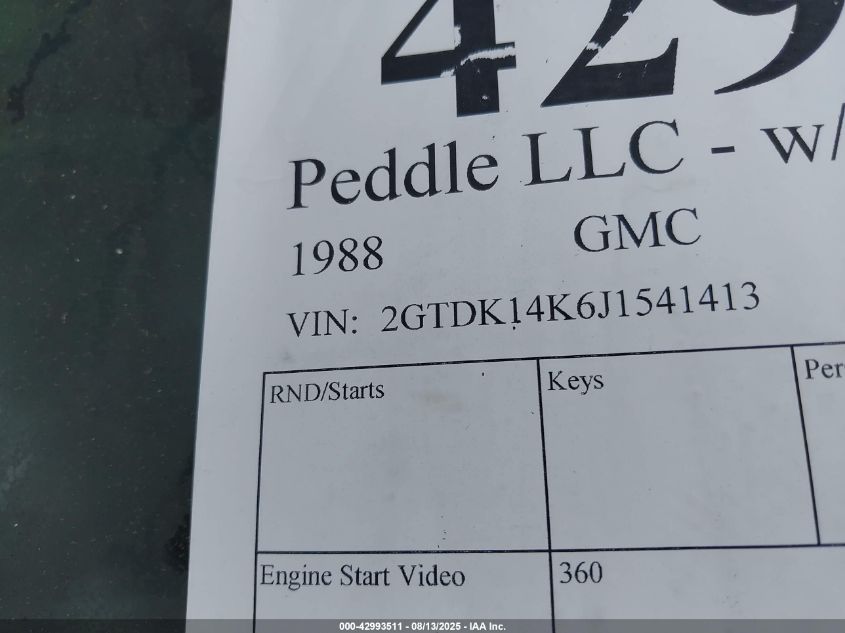 429
Peddle LLC - w/
1988 GMC
VIN: 2GTDK14K6J1541413
RND/Starts Keys Per
Engine Start Video 360
000-42993511 - 08/13/2025 - IAA Inc.